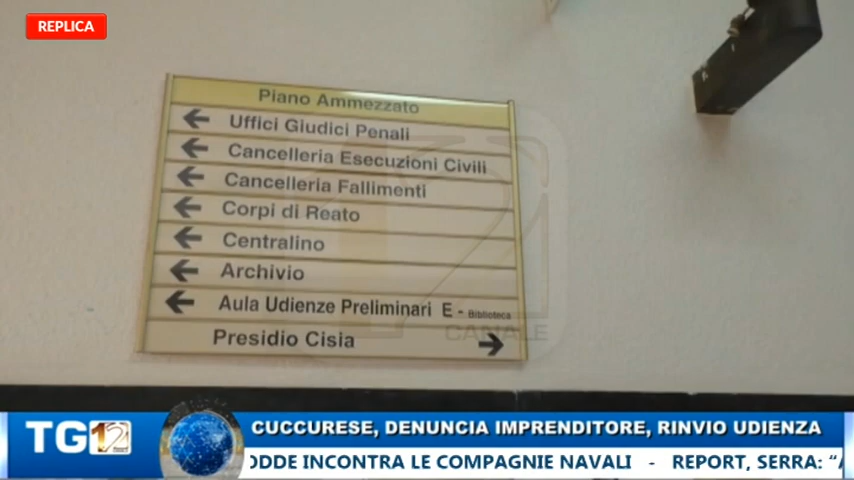 REPLICA
Piano Ammezzato
Uffici Giudici Penali
Cancelleria Esecuzioni Civili
Cancelleria Fallimenti
Corpi di Reato
Centralino
Archivio
Aula Udienze Preliminari E - Biblioteca
Presidio Cisia
12
CANALE
TG12
CUCCURESE, DENUNCIA IMPRENDITORE, RINVIO UDIENZA
INCONTRA LE COMPAGNIE NAVALI - REPORT, SERRA: “